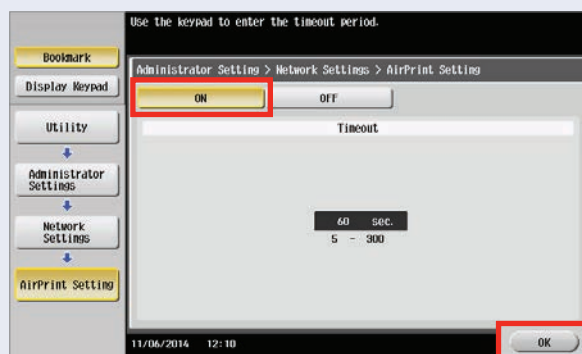 Use the keypad to enter the timeout period.
Bookmark
Display Keypad
Administrator Setting > Network Settings > AirPrint Setting
ON
OFF
Utility
Timeout
Administrator
Settings
Network
Settings
60 sec.
5 - 300
AirPrint Setting
11/06/2014 12:10
OK